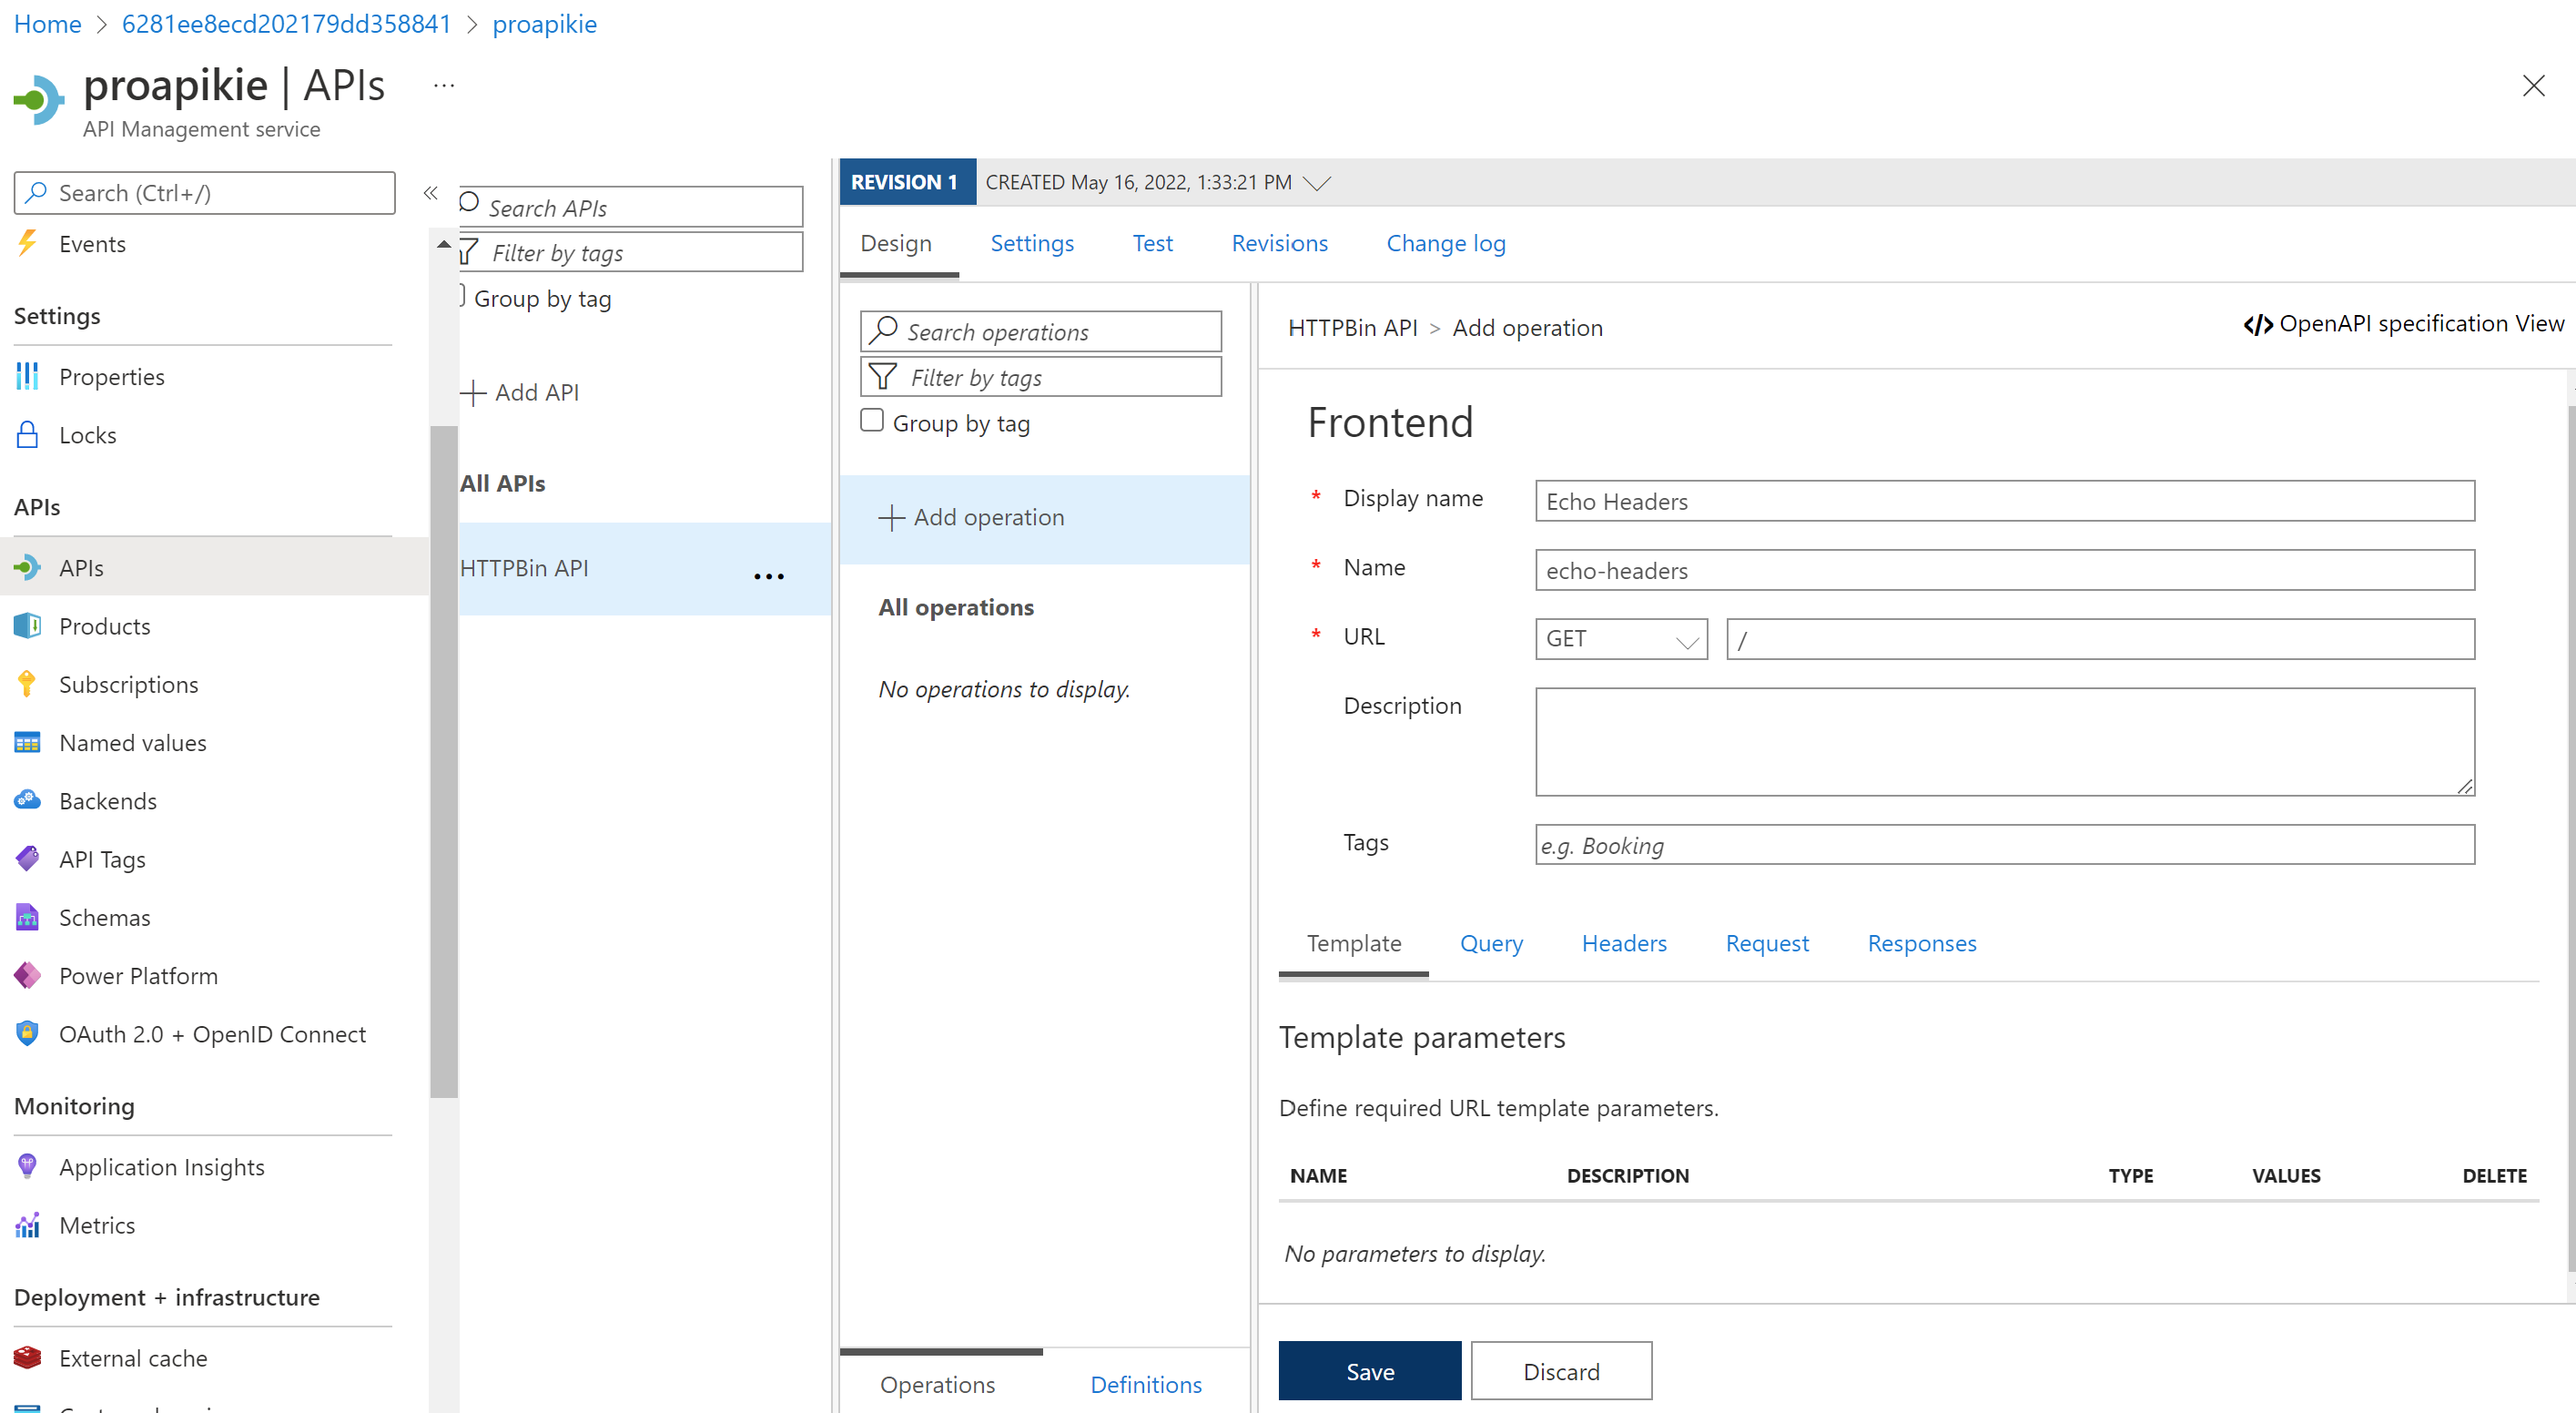 Home > 6281ee8ecd202179dd358841 > proapikie
proapikie | APIs ...
API Management service
Search (Ctrl+/)
«
Events
Settings
Properties
Locks
APIs
APIs
Products
Subscriptions
Named values
Backends
API Tags
Schemas
Power Platform
OAuth 2.0 + OpenID Connect
Monitoring
Application Insights
Metrics
Deployment + infrastructure
External cache
Search APIs
Filter by tags
Group by tag
Add API
All APIs
HTTPBin API ...
REVISION 1 CREATED May 16, 2022, 1:33:21 PM
Design Settings Test Revisions Change log
Search operations
Filter by tags
Group by tag
Add operation
All operations
No operations to display.
Operations Definitions
HTTPBin API > Add operation
</> OpenAPI specification View
Frontend
* Display name Echo Headers
* Name echo-headers
* URL GET /
Description
Tags e.g. Booking
Template Query Headers Request Responses
Template parameters
Define required URL template parameters.
NAME DESCRIPTION TYPE VALUES DELETE
No parameters to display.
Save Discard